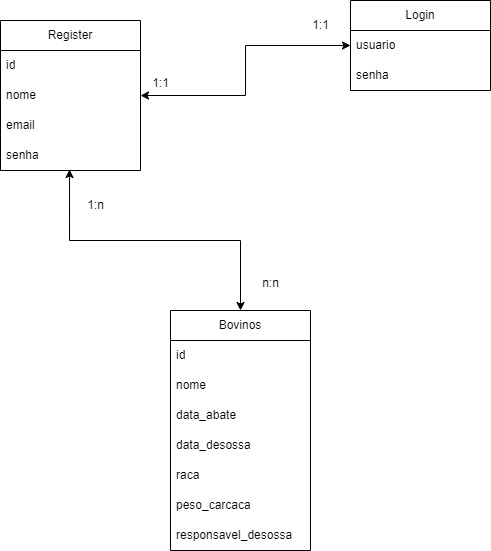 Login
usuario
senha
1:1
Register
id
nome
email
senha
1:1
1:n
n:n
Bovinos
id
nome
data_abate
data_desossa
raca
peso_carcaca
responsavel_desossa